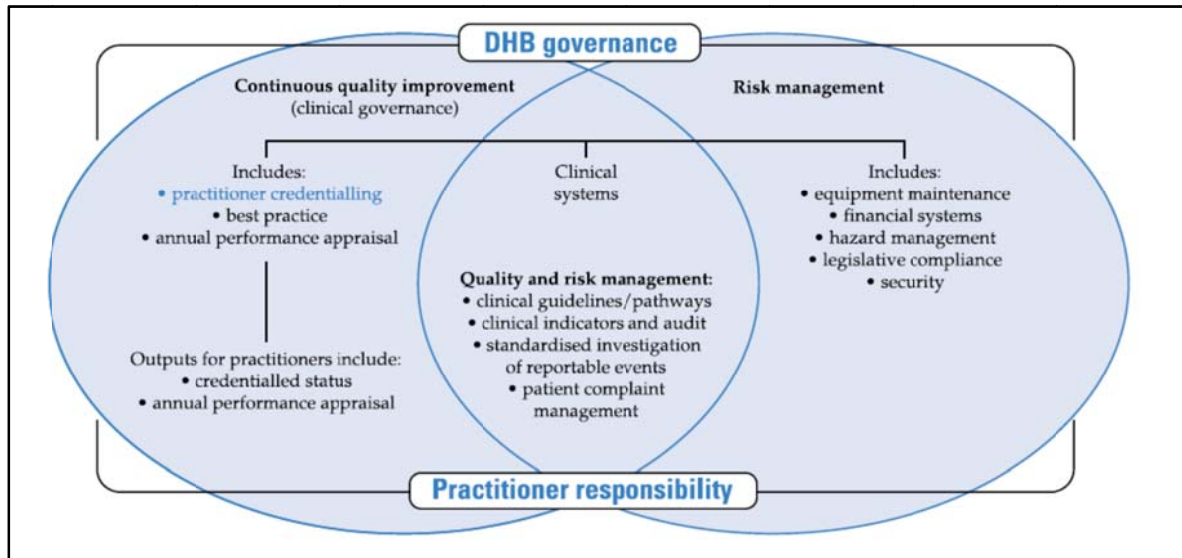 DHB governance
Continuous quality improvement
(clinical governance)
Risk management
Includes:
• practitioner credentialling
• best practice
• annual performance appraisal
Clinical
systems
Includes:
• equipment maintenance
• financial systems
• hazard management
• legislative compliance
• security
Quality and risk management:
• clinical guidelines/pathways
• clinical indicators and audit
• standardised investigation
of reportable events
• patient complaint
management
Outputs for practitioners include:
• credentialled status
• annual performance appraisal
Practitioner responsibility